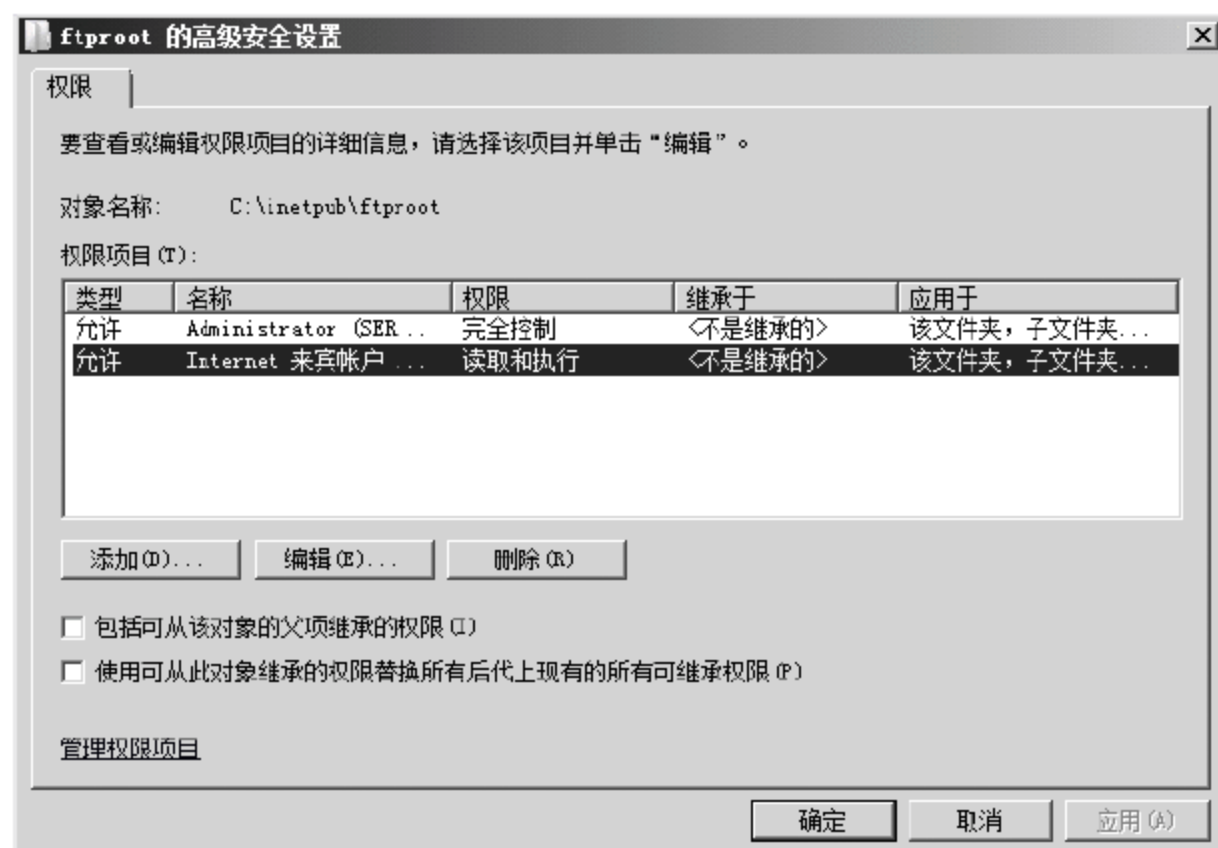 ftproot 的高级安全设置
权限
要查看或编辑权限项目的详细信息，请选择该项目并单击“编辑”。
对象名称: C:\inetpub\ftproot
权限项目(T):
类型 名称 权限 继承于 应用于
允许 Administrator (SER... 完全控制 <不是继承的> 该文件夹，子文件夹...
允许 Internet 来宾帐户 ... 读取和执行 <不是继承的> 该文件夹，子文件夹...
添加(D)... 编辑(E)... 删除(R)
包括可从该对象的父项继承的权限(I)
使用可从此对象继承的权限替换所有后代上现有的所有可继承权限(P)
管理权限项目
确定 取消 应用(A)